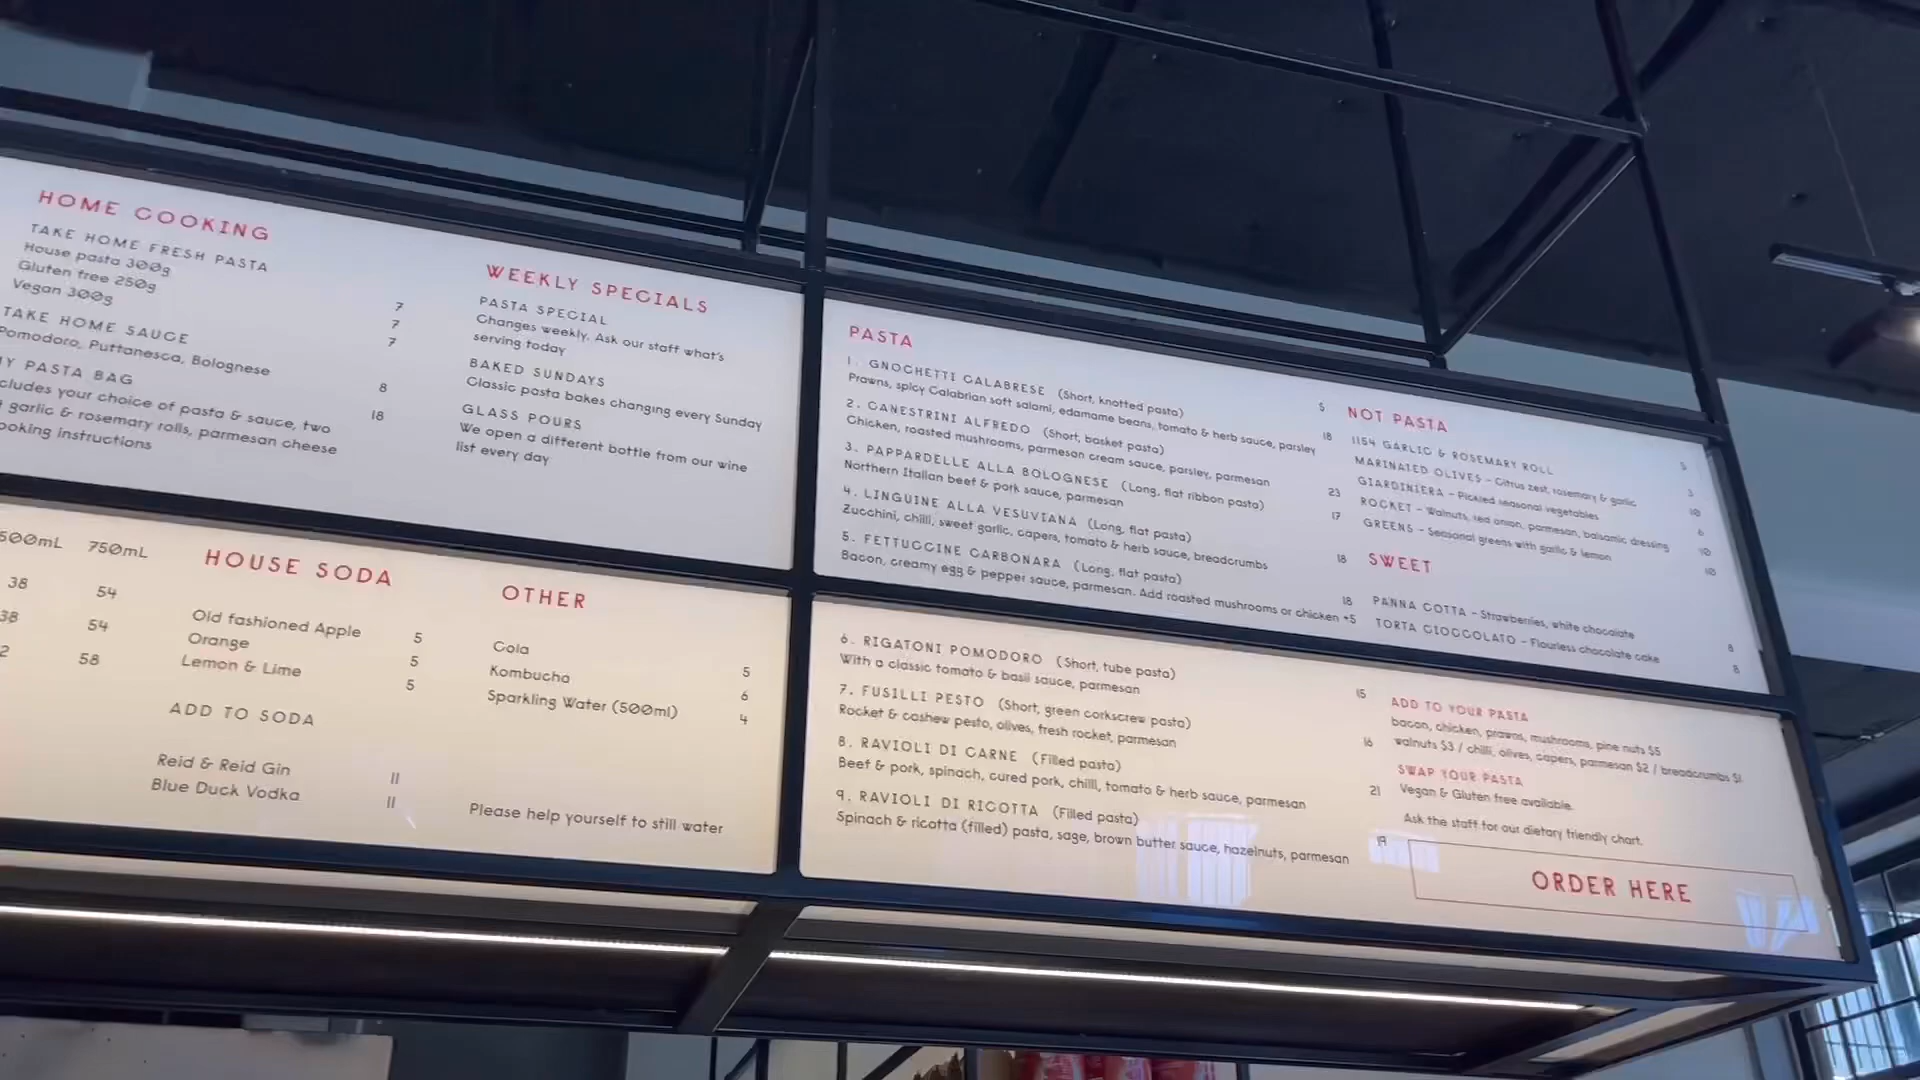 HOME COOKING
TAKE HOME FRESH PASTA
House pasta 300g 7
Gluten free 250g 7
Vegan 300g 7
TAKE HOME SAUCE
Pomodoro, Puttanesca, Bolognese 8
PASTA BAG 18
your choice of pasta & sauce, two
garlic & rosemary rolls, parmesan cheese
instructions
WEEKLY SPECIALS
PASTA SPECIAL
Changes weekly. Ask our staff what's
serving today
BAKED SUNDAYS
Classic pasta bakes changing every Sunday
GLASS POURS
We open a different bottle from our wine
list every day
500mL 750mL
38 54
38 54
58
HOUSE SODA
Old fashioned Apple 5
Orange 5
Lemon & Lime 5
ADD TO SODA
Reid & Reid Gin 11
Blue Duck Vodka 11
OTHER
Cola 5
Kombucha 6
Sparkling Water (500ml) 4
Please help yourself to still water
PASTA $
1. GNOCHETTI CALABRESE (Short, knotted pasta) 18
Prawns, spicy Calabrian soft salami, edamame beans, tomato & herb sauce, parsley
2. CANESTRINI ALFREDO (Short, basket pasta) 23
Chicken, roasted mushrooms, parmesan cream sauce, parsley, parmesan
3. PAPPARDELLE ALLA BOLOGNESE (Long, flat ribbon pasta) 17
Northern Italian beef & pork sauce, parmesan
4. LINGUINE ALLA VESUVIANA (Long, flat pasta) 18
Zucchini, chilli, sweet garlic, capers, tomato & herb sauce, breadcrumbs
5. FETTUCCINE CARBONARA (Long, flat pasta) 18
Bacon, creamy egg & pepper sauce, parmesan. Add roasted mushrooms or chicken +5
6. RIGATONI POMODORO (Short, tube pasta) 15
With a classic tomato & basil sauce, parmesan
7. FUSILLI PESTO (Short, green corkscrew pasta) 16
Rocket & cashew pesto, olives, fresh rocket, parmesan
8. RAVIOLI DI CARNE (Filled pasta) 21
Beef & pork, spinach, cured pork, chilli, tomato & herb sauce, parmesan
9. RAVIOLI DI RICOTTA (Filled pasta) 19
Spinach & ricotta (filled) pasta, sage, brown butter sauce, hazelnuts, parmesan
NOT PASTA $
1154 GARLIC & ROSEMARY ROLL 3
MARINATED OLIVES - Citrus zest, rosemary & garlic 10
GIARDINIERA - Pickled seasonal vegetables 6
ROCKET - Walnuts, red onion, parmesan, balsamic dressing 10
GREENS - Seasonal greens with garlic & lemon 10
SWEET
PANNA COTTA - Strawberries, white chocolate 8
TORTA CIOCCOLATO - Flourless chocolate cake 8
ADD TO YOUR PASTA
bacon, chicken, prawns, mushrooms, pine nuts $5
walnuts $3 / chilli, olives, capers, parmesan $2 / breadcrumbs $1
SWAP YOUR PASTA
Vegan & Gluten free available.
Ask the staff for our dietary friendly chart.
ORDER HERE